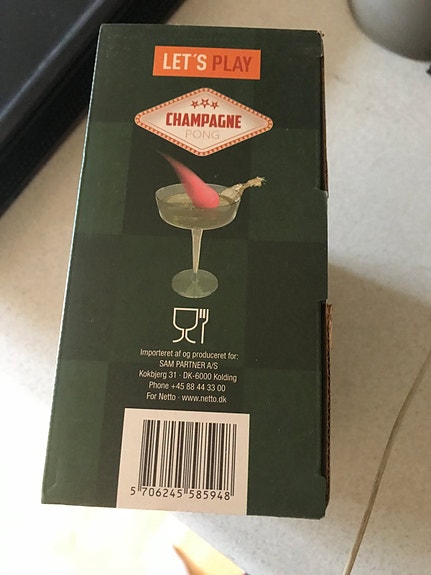 LET´S PLAY
CHAMPAGNE
PONG
Importeret af og produceret for:
SAM PARTNER A/S
Kokbjerg 31 · DK-6000 Kolding
Phone +45 88 44 33 00
For Netto · www.netto.dk
5 706245 585948